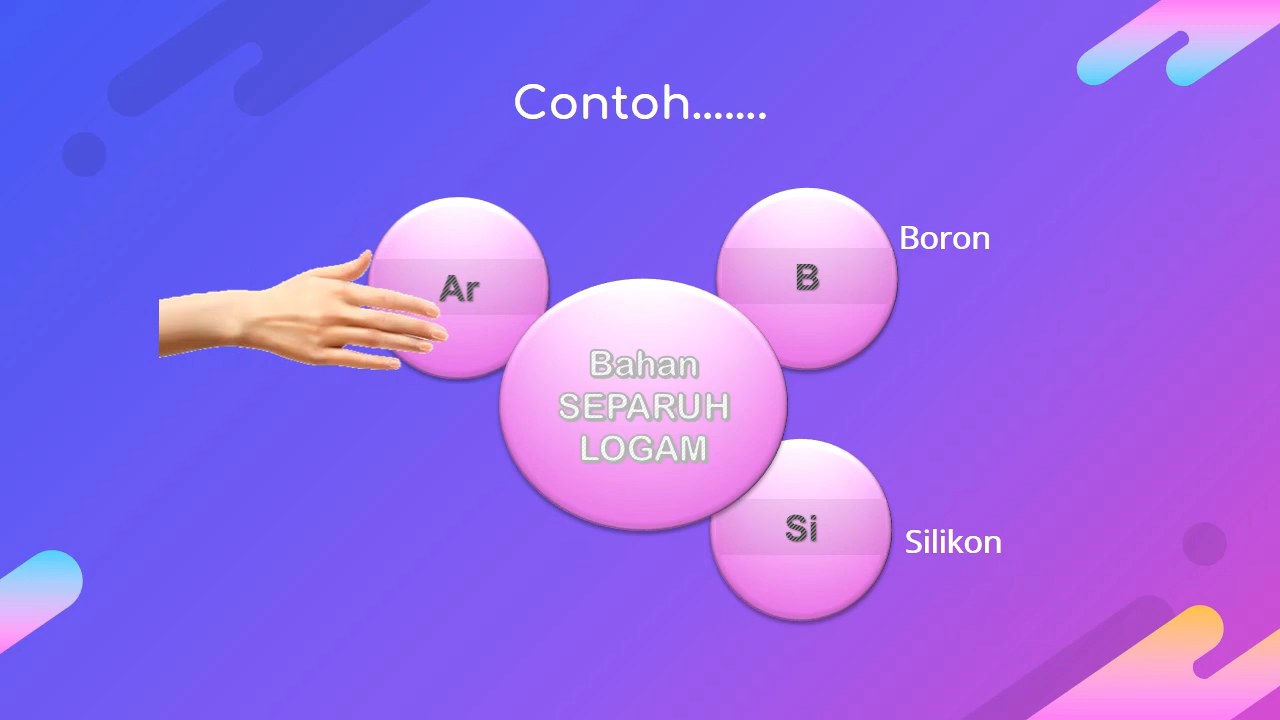 Contoh.......
Ar
B
Boron
Bahan
SEPARUH
LOGAM
Si
Silikon